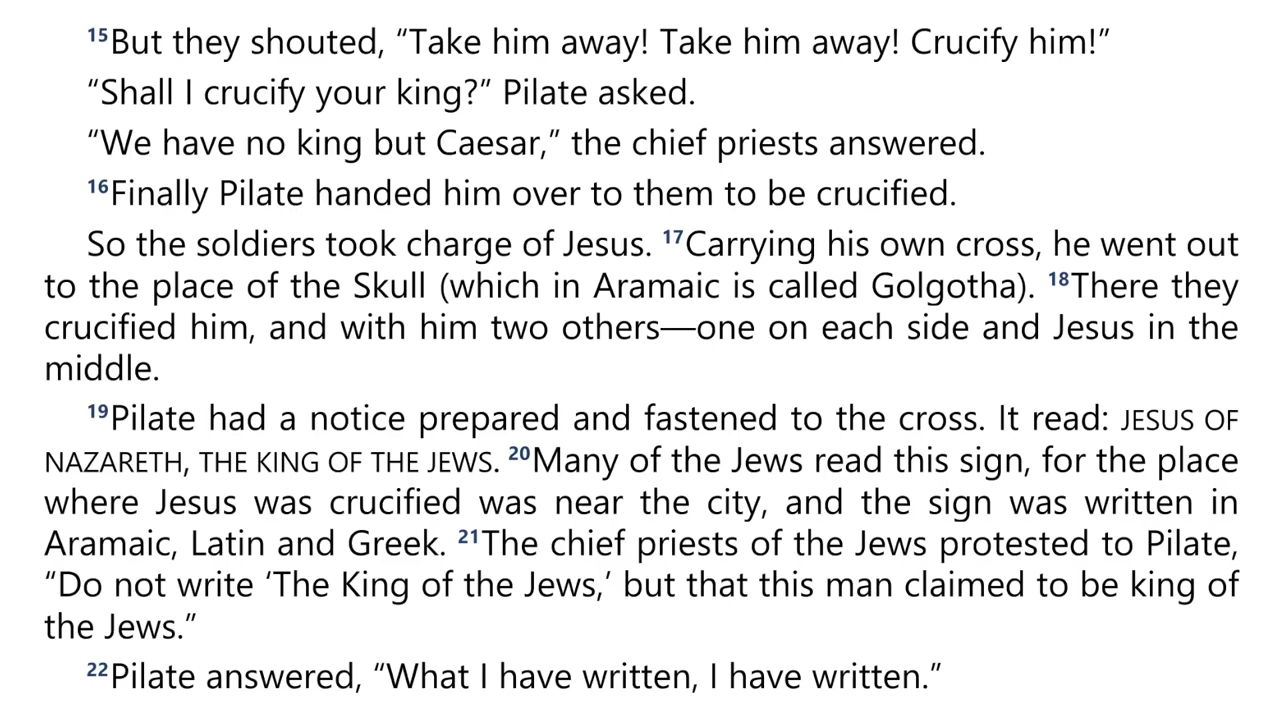 15But they shouted, “Take him away! Take him away! Crucify him!”
“Shall I crucify your king?” Pilate asked.
“We have no king but Caesar,” the chief priests answered.
16Finally Pilate handed him over to them to be crucified.
So the soldiers took charge of Jesus. 17Carrying his own cross, he went out
to the place of the Skull (which in Aramaic is called Golgotha). 18There they
crucified him, and with him two others—one on each side and Jesus in the
middle.
19Pilate had a notice prepared and fastened to the cross. It read: JESUS OF
NAZARETH, THE KING OF THE JEWS. 20Many of the Jews read this sign, for the place
where Jesus was crucified was near the city, and the sign was written in
Aramaic, Latin and Greek. 21The chief priests of the Jews protested to Pilate,
“Do not write ‘The King of the Jews,’ but that this man claimed to be king of
the Jews.”
22Pilate answered, “What I have written, I have written.”